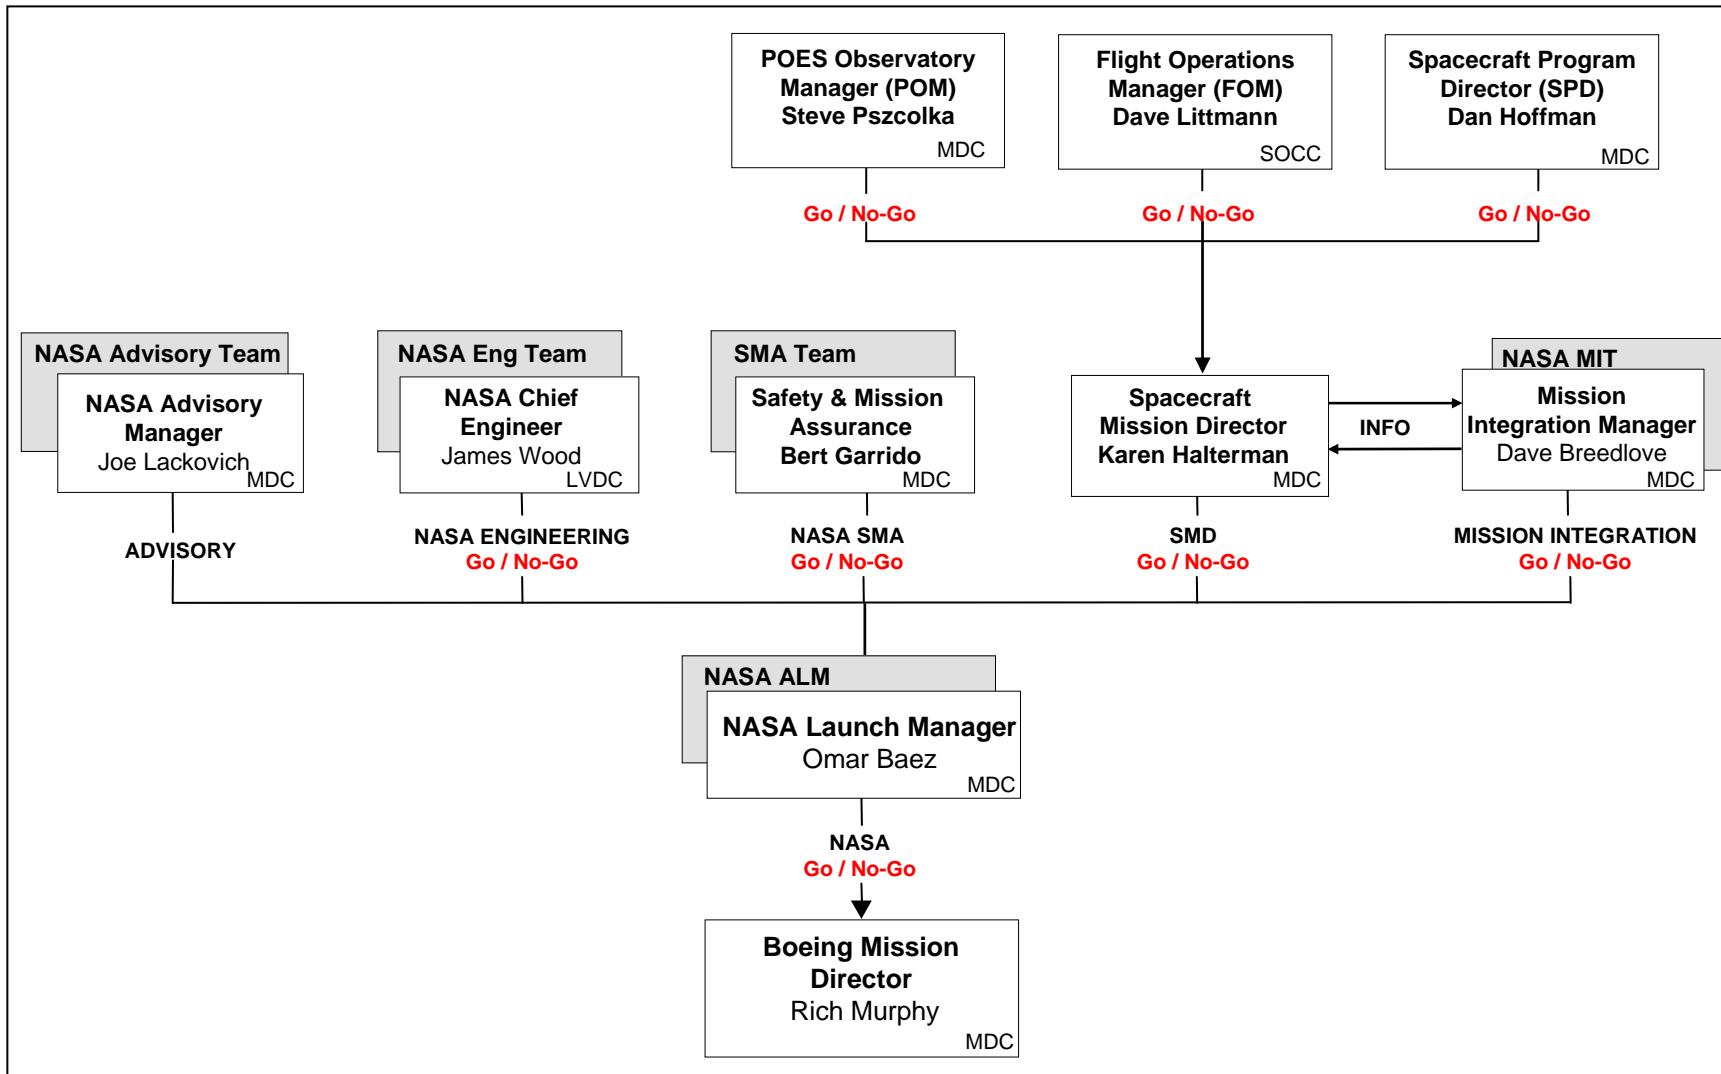 POES Observatory
Manager (POM)
Steve Pszcolka
MDC
Flight Operations
Manager (FOM)
Dave Littmann
SOCC
Spacecraft Program
Director (SPD)
Dan Hoffman
MDC
Go / No-Go
Go / No-Go
Go / No-Go
NASA Advisory Team
NASA Advisory
Manager
Joe Lackovich
MDC
NASA Eng Team
NASA Chief
Engineer
James Wood
LVDC
SMA Team
Safety & Mission
Assurance
Bert Garrido
MDC
Spacecraft
Mission Director
Karen Halterman
MDC
INFO
NASA MIT
Mission
Integration Manager
Dave Breedlove
MDC
ADVISORY
NASA ENGINEERING
Go / No-Go
NASA SMA
Go / No-Go
SMD
Go / No-Go
MISSION INTEGRATION
Go / No-Go
NASA ALM
NASA Launch Manager
Omar Baez
MDC
NASA
Go / No-Go
Boeing Mission
Director
Rich Murphy
MDC